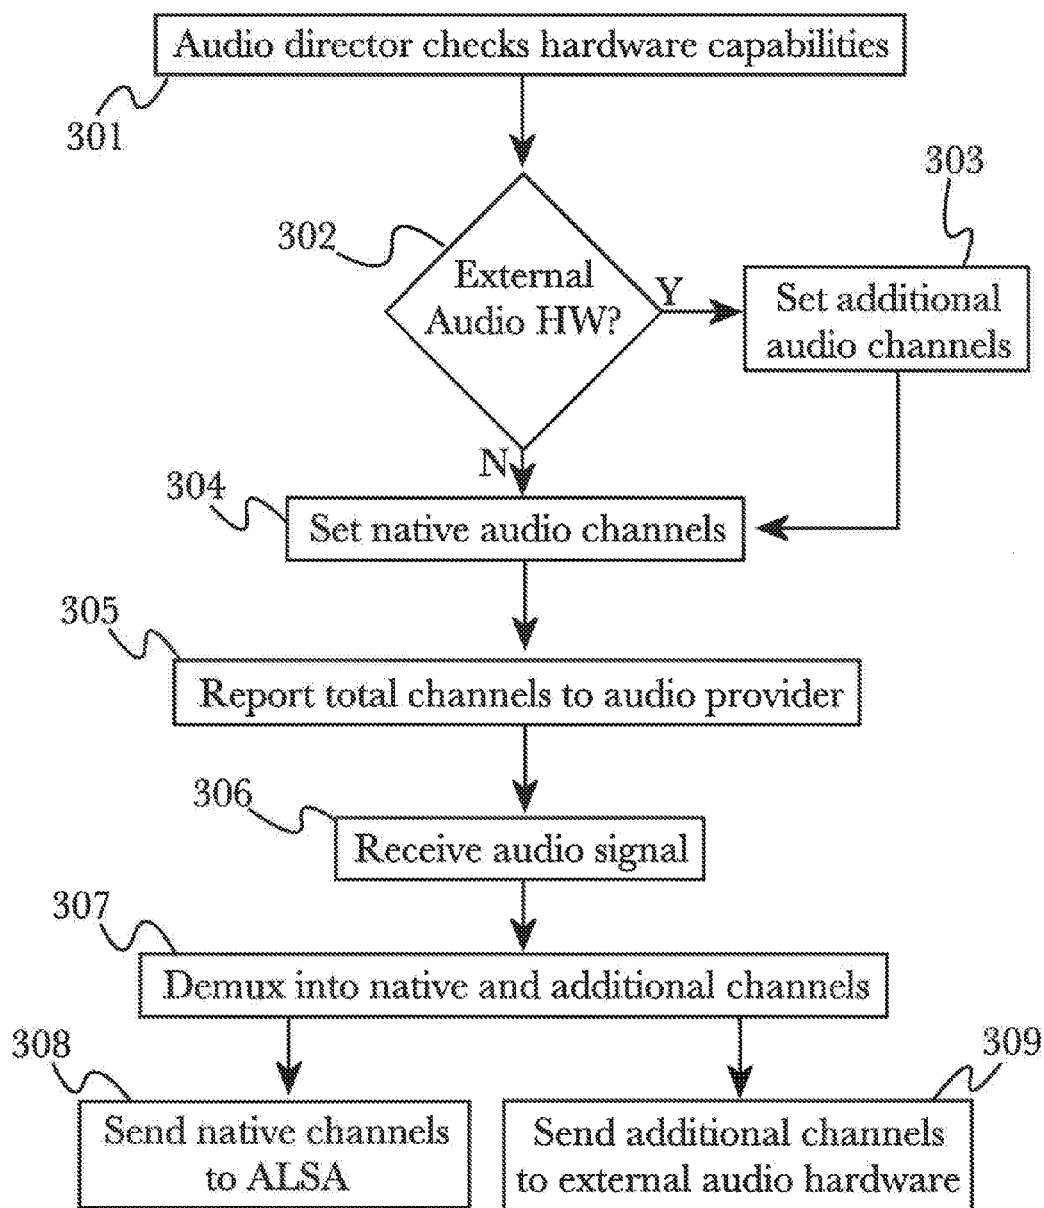 Audio director checks hardware capabilities
301
303
302
External
Audio HW?
Y
Set additional
audio channels
N
304
Set native audio channels
305
Report total channels to audio provider
306
Receive audio signal
307
Demux into native and additional channels
308
309
Send native channels
to ALSA
Send additional channels
to external audio hardware